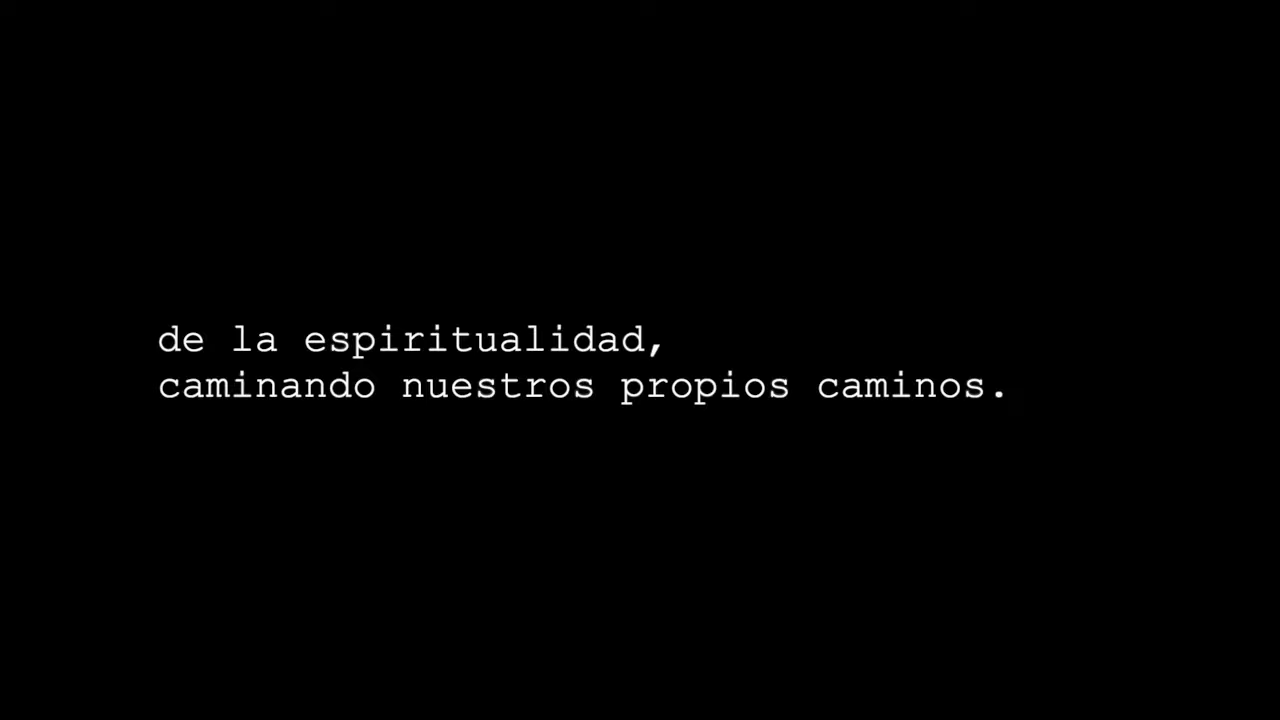 de la espiritualidad,
caminando nuestros propios caminos.